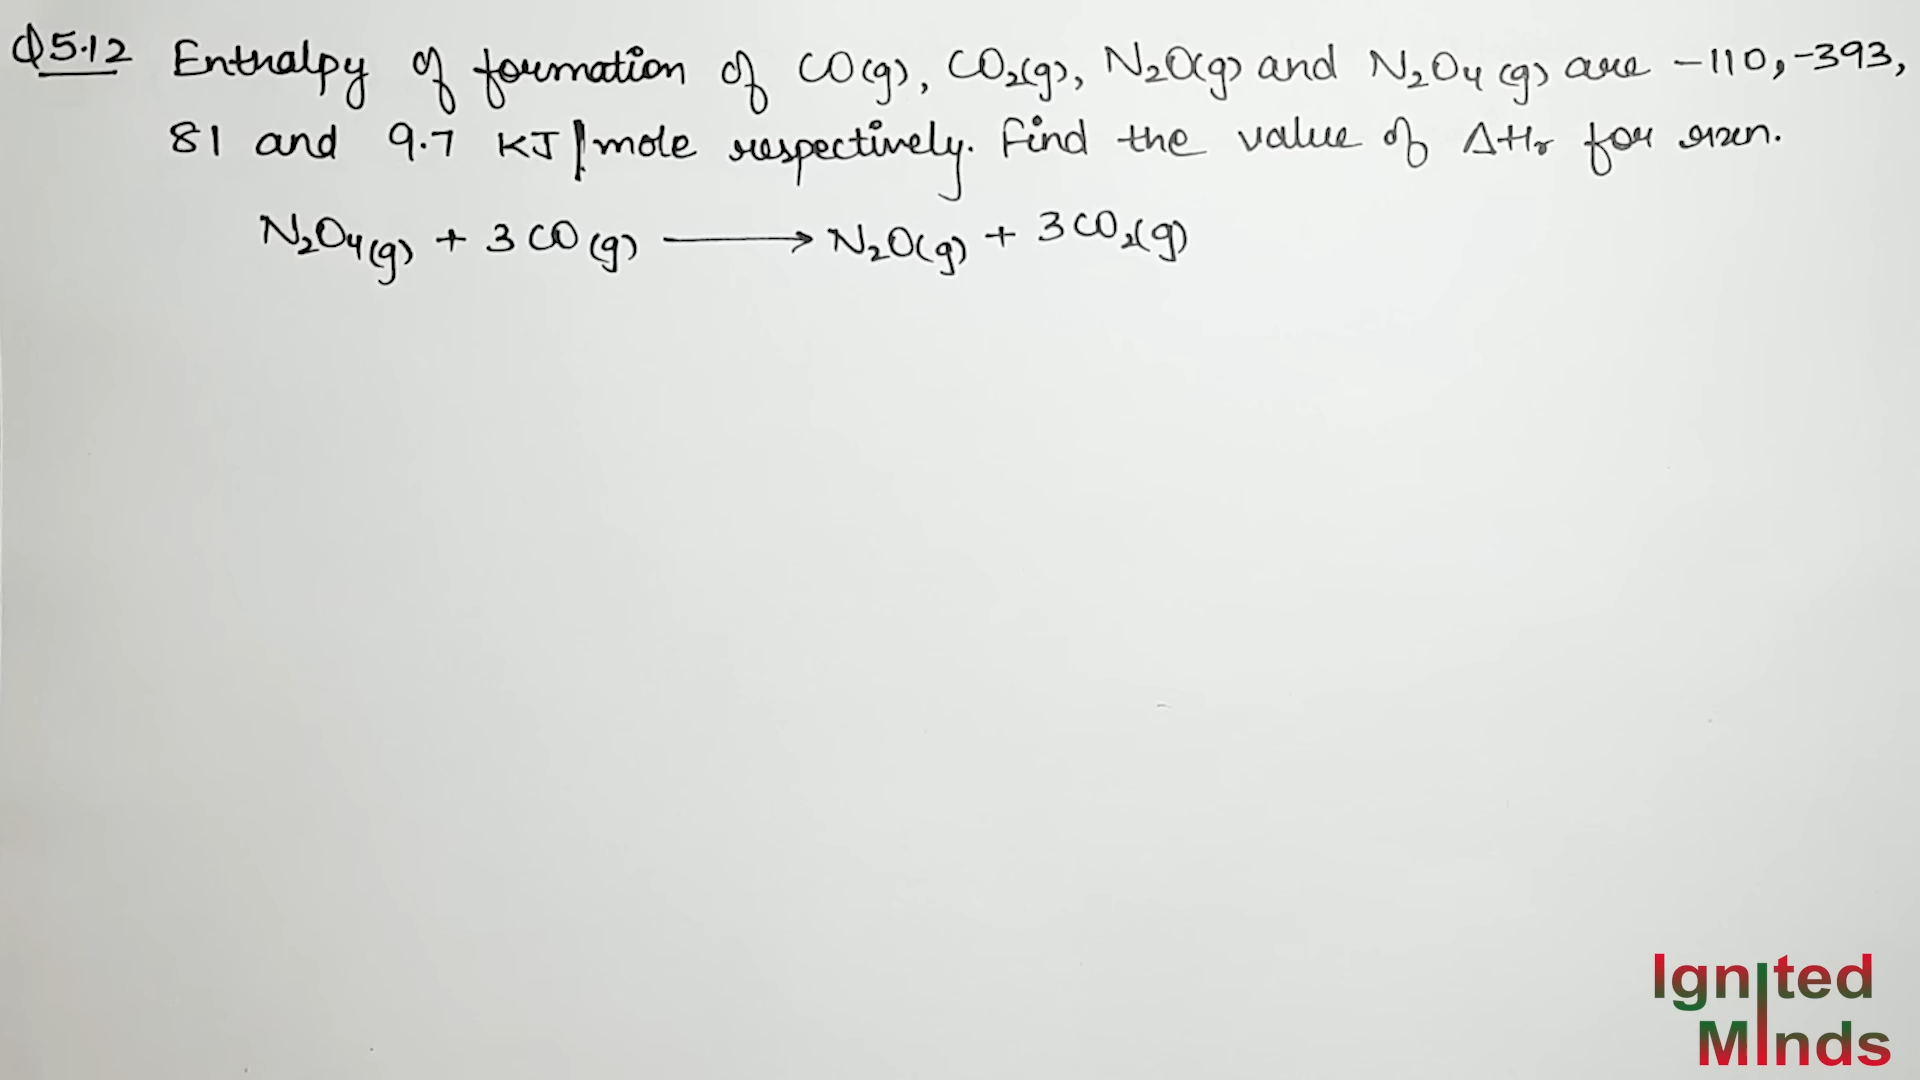 Q5.12 Enthalpy of formation of CO(g), CO₂(g), N₂O(g) and N₂O₄(g) are -110, -393,
81 and 9.7 KJ/mole respectively. Find the value of ΔHr for rxn.
N₂O₄(g) + 3CO(g) ⟶ N₂O(g) + 3CO₂(g)
Ignited
Minds